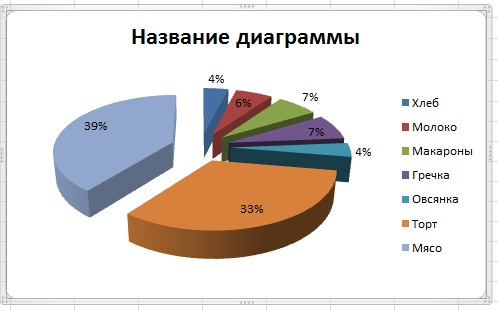 Название диаграммы
4%
6%
7%
7%
4%
33%
39%
Хлеб
Молоко
Макароны
Гречка
Овсянка
Торт
Мясо